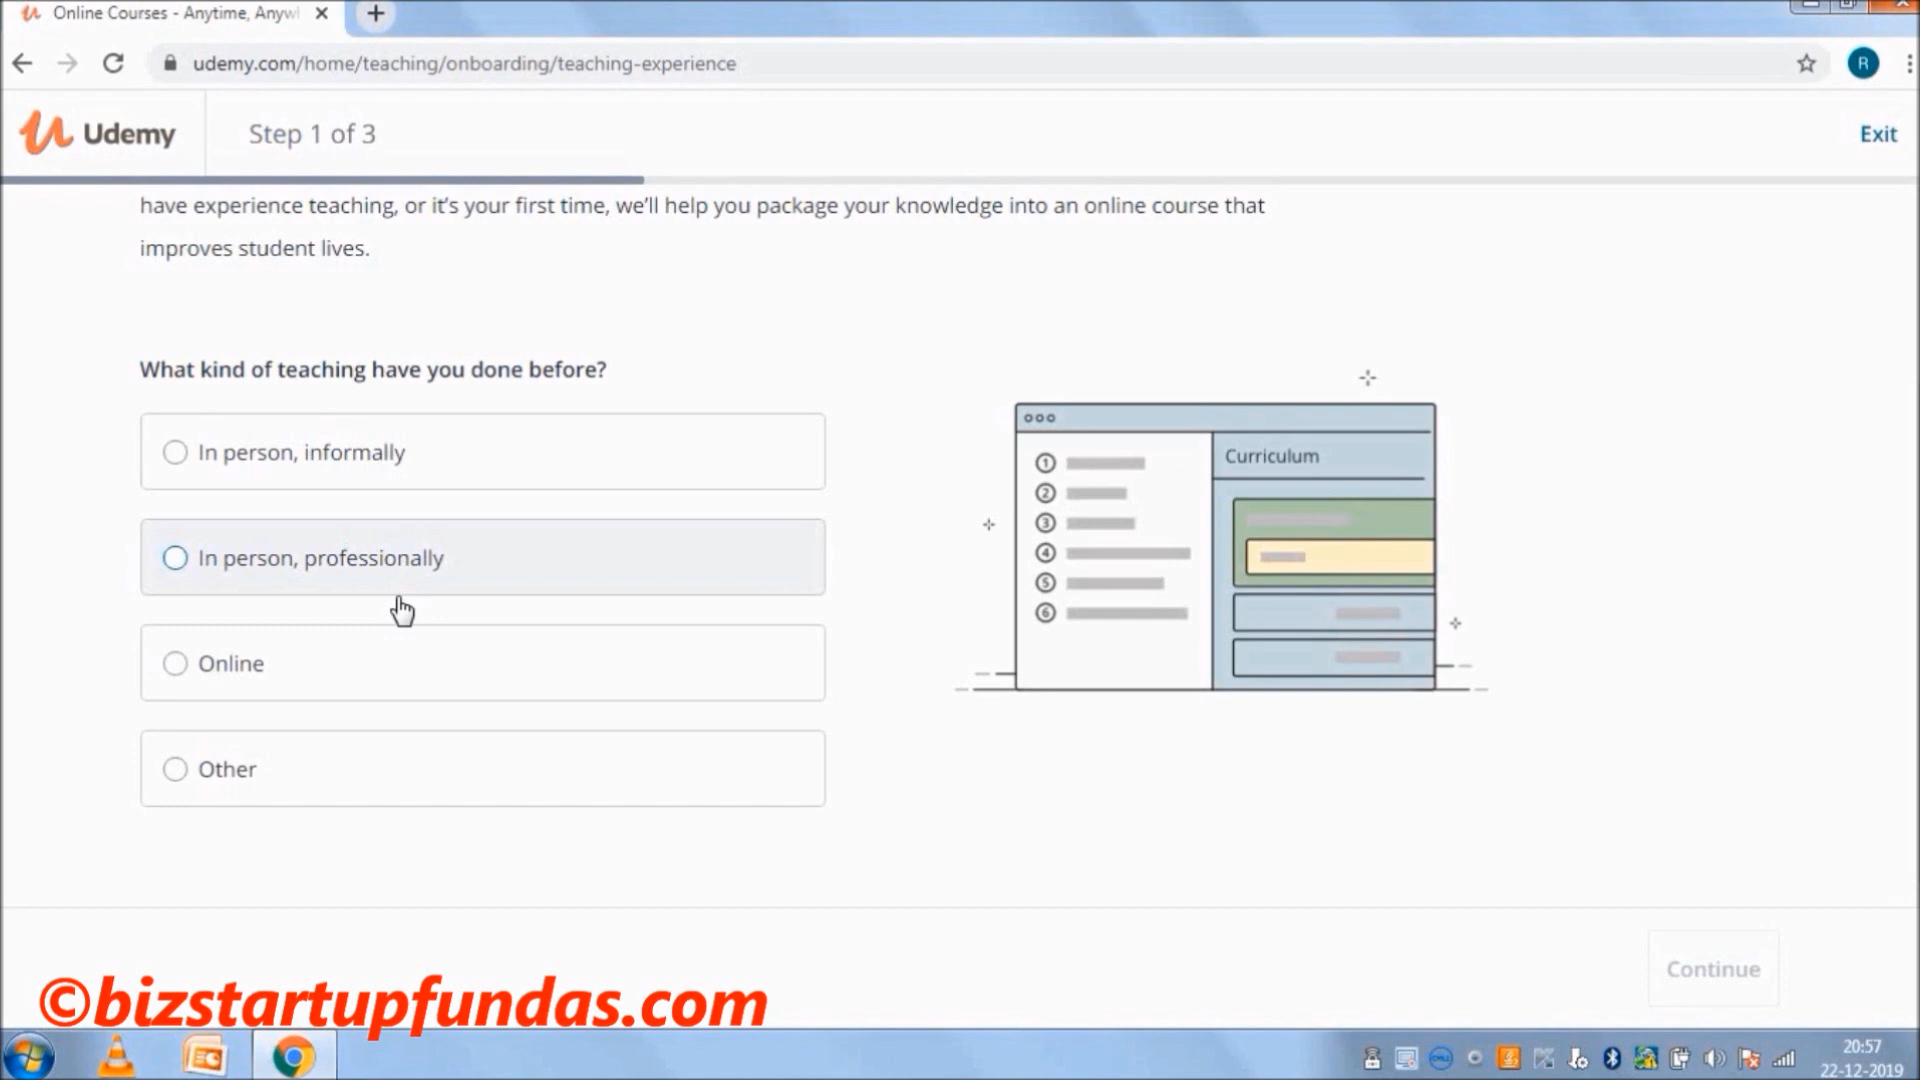 Online Courses - Anytime, Anywh
udemy.com/home/teaching/onboarding/teaching-experience
R
Udemy
Step 1 of 3
Exit
have experience teaching, or it's your first time, we'll help you package your knowledge into an online course that
improves student lives.
What kind of teaching have you done before?
In person, informally
In person, professionally
Online
Other
1
2
3
4
5
6
Curriculum
Continue
©bizstartupfundas.com
20:57
22-12-2019